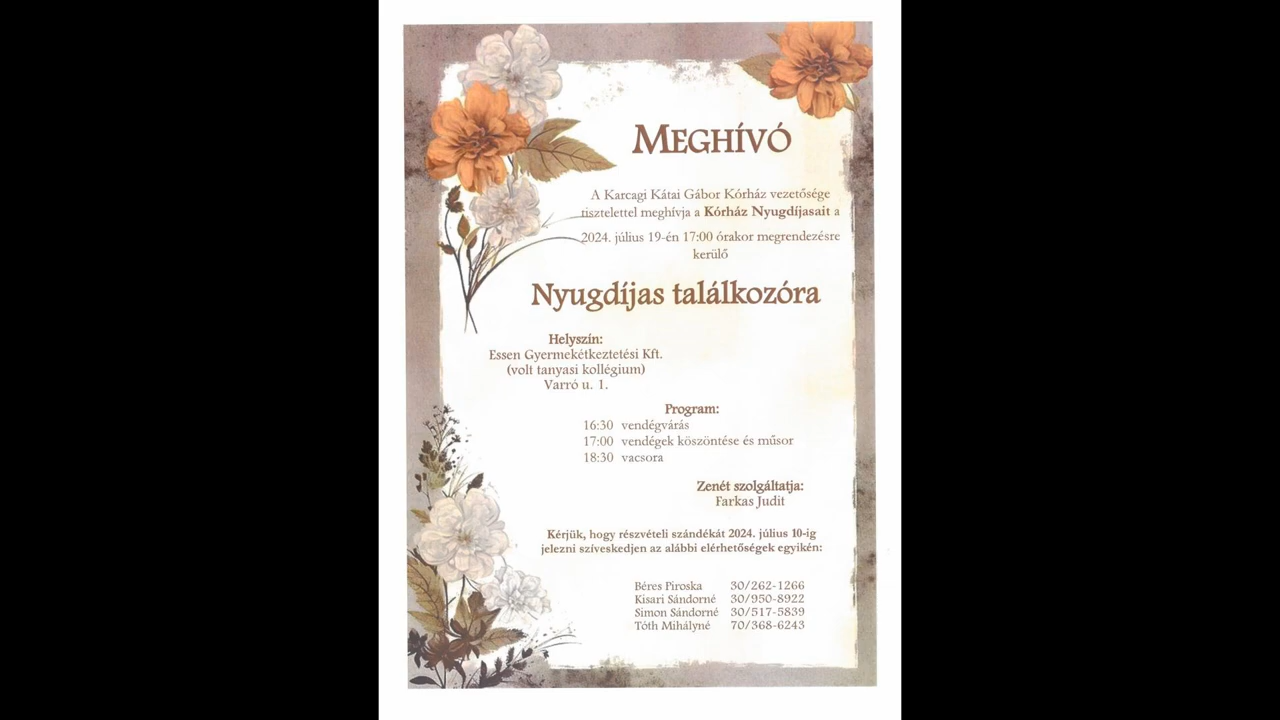 MEGHÍVÓ
A Karcagi Kátai Gábor Kórház vezetősége
tisztelettel meghívja a Kórház Nyugdíjasait a
2024. július 19-én 17:00 órakor megrendezésre
kerülő
Nyugdíjas találkozóra
Helyszín:
Essen Gyermekétkeztetési Kft.
(volt tanyasi kollégium)
Varró u. 1.
Program:
16:30 vendégvárás
17:00 vendégek köszöntése és műsor
18:30 vacsora
Zenét szolgáltatja:
Farkas Judit
Kérjük, hogy részvételi szándékát 2024. július 10-ig
jelezni szíveskedjen az alábbi elérhetőségek egyikén:
Béres Piroska 30/262-1266
Kisari Sándorné 30/950-8922
Simon Sándorné 30/517-5839
Tóth Mihályné 70/368-6243